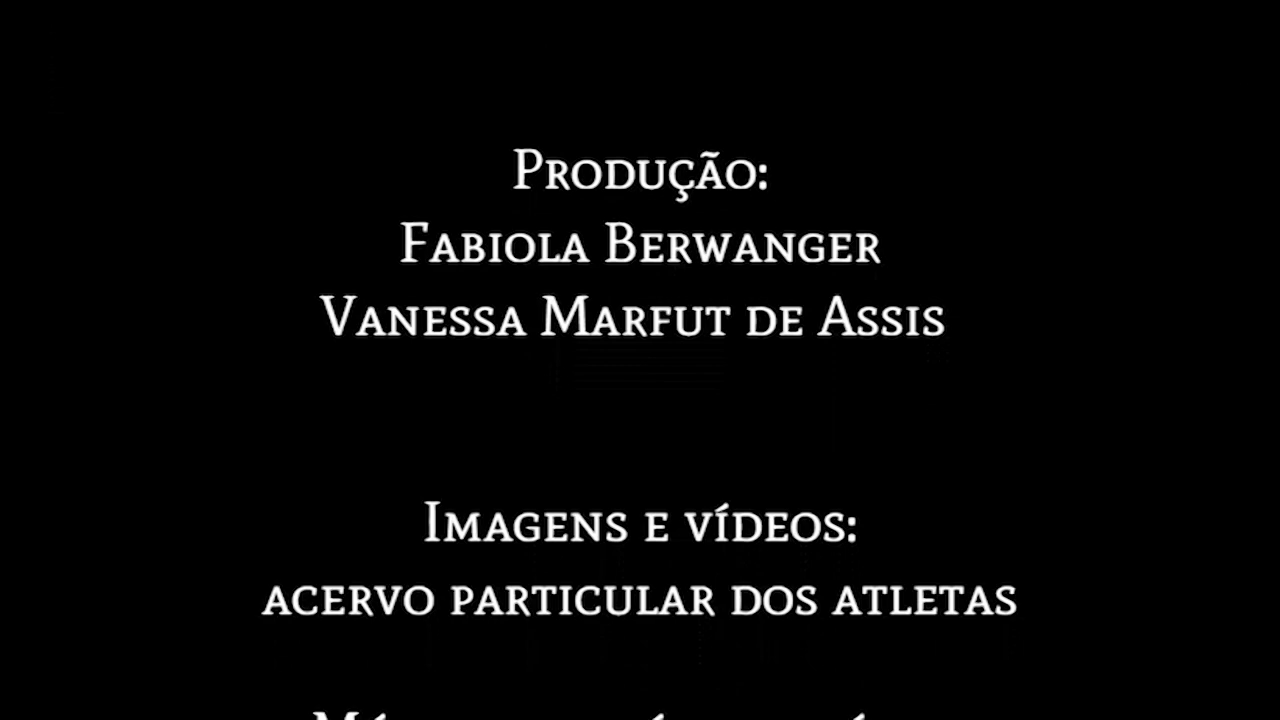 Produção:
Fabiola Berwanger
Vanessa Marfut de Assis
Imagens e vídeos:
acervo particular dos atletas